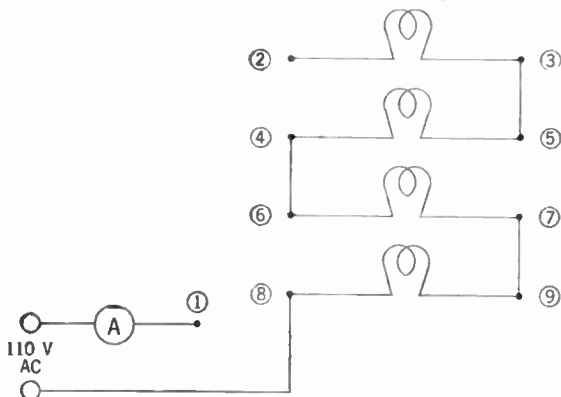 ② ③
④ ⑤
⑥ ⑦
⑧ ⑨
①
A
110 V
AC